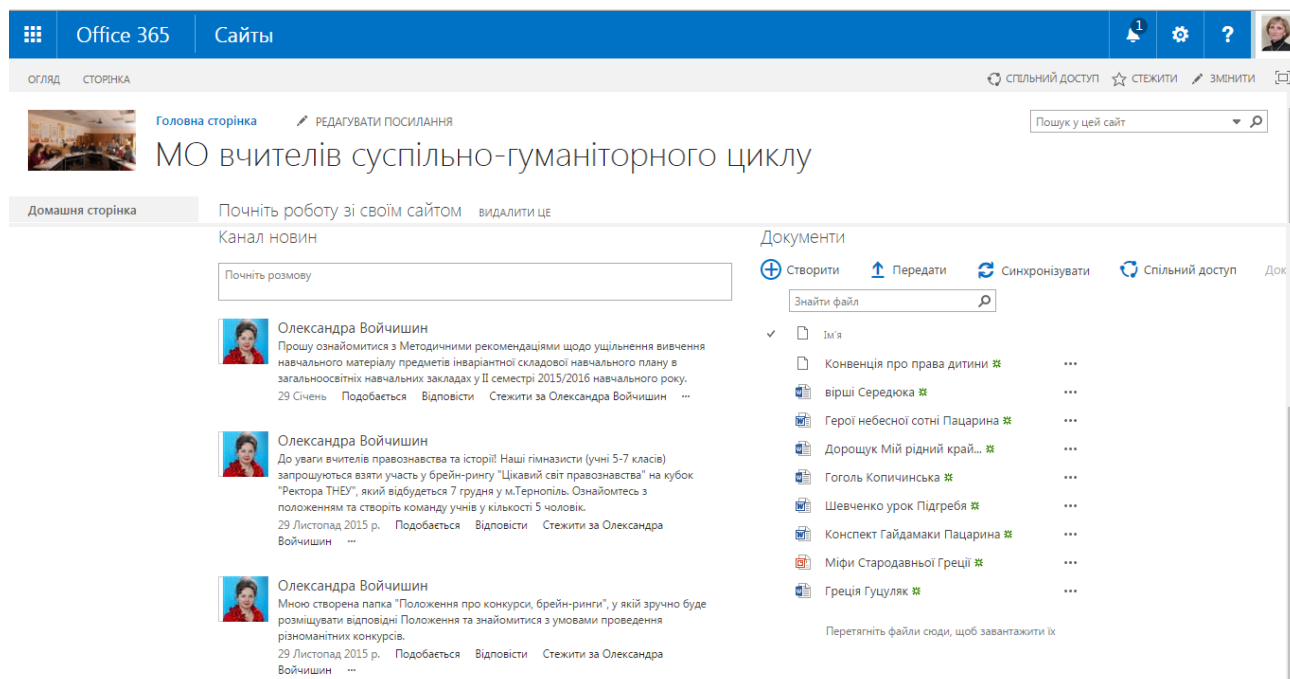 Office 365 Сайты 1 ?
ОГЛЯД СТОРІНКА СПІЛЬНИЙ ДОСТУП СТЕЖИТИ ЗМІНИТИ
Головна сторінка РЕДАГУВАТИ ПОСИЛАННЯ Пошук у цей сайт
МО вчителів суспільно-гуманіторного циклу
Домашня сторінка Почніть роботу зі своїм сайтом ВИДАЛИТИ ЦЕ
Канал новин
Почніть розмову
Олександра Войчишин
Прошу ознайомитися з Методичними рекомендаціями щодо ущільнення вивчення
навчального матеріалу предметів інваріантної складової навчального плану в
загальноосвітніх навчальних закладах у ІІ семестрі 2015/2016 навчального року.
29 Січень Подобається Відповісти Стежити за Олександра Войчишин ···
Олександра Войчишин
До уваги вчителів правознавства та історії! Наші гімназисти (учні 5-7 класів)
запрошуються взяти участь у брейн-рингу "Цікавий світ правознавства" на кубок
"Ректора ТНЕУ", який відбудеться 7 грудня у м.Тернопіль. Ознайомтесь з
положенням та створіть команду учнів у кількості 5 чоловік.
29 Листопад 2015 р. Подобається Відповісти Стежити за Олександра
Войчишин ···
Олександра Войчишин
Мною створена папка "Положення про конкурси, брейн-ринги", у якій зручно буде
розміщувати відповідні Положення та знайомитися з умовами проведення
різноманітних конкурсів.
29 Листопад 2015 р. Подобається Відповісти Стежити за Олександра
Войчишин ···
Документи
Створити Передати Синхронізувати Спільний доступ Док
Знайти файл
Ім'я
Конвенція про права дитини ···
вірші Середюка ···
Герої небесної сотні Пацарина ···
Дорощук Мій рідний край... ···
Гоголь Копичинська ···
Шевченко урок Підгребя ···
Конспект Гайдамаки Пацарина ···
Міфи Стародавньої Греції ···
Греція Гуцуляк ···
Перетягніть файли сюди, щоб завантажити їх